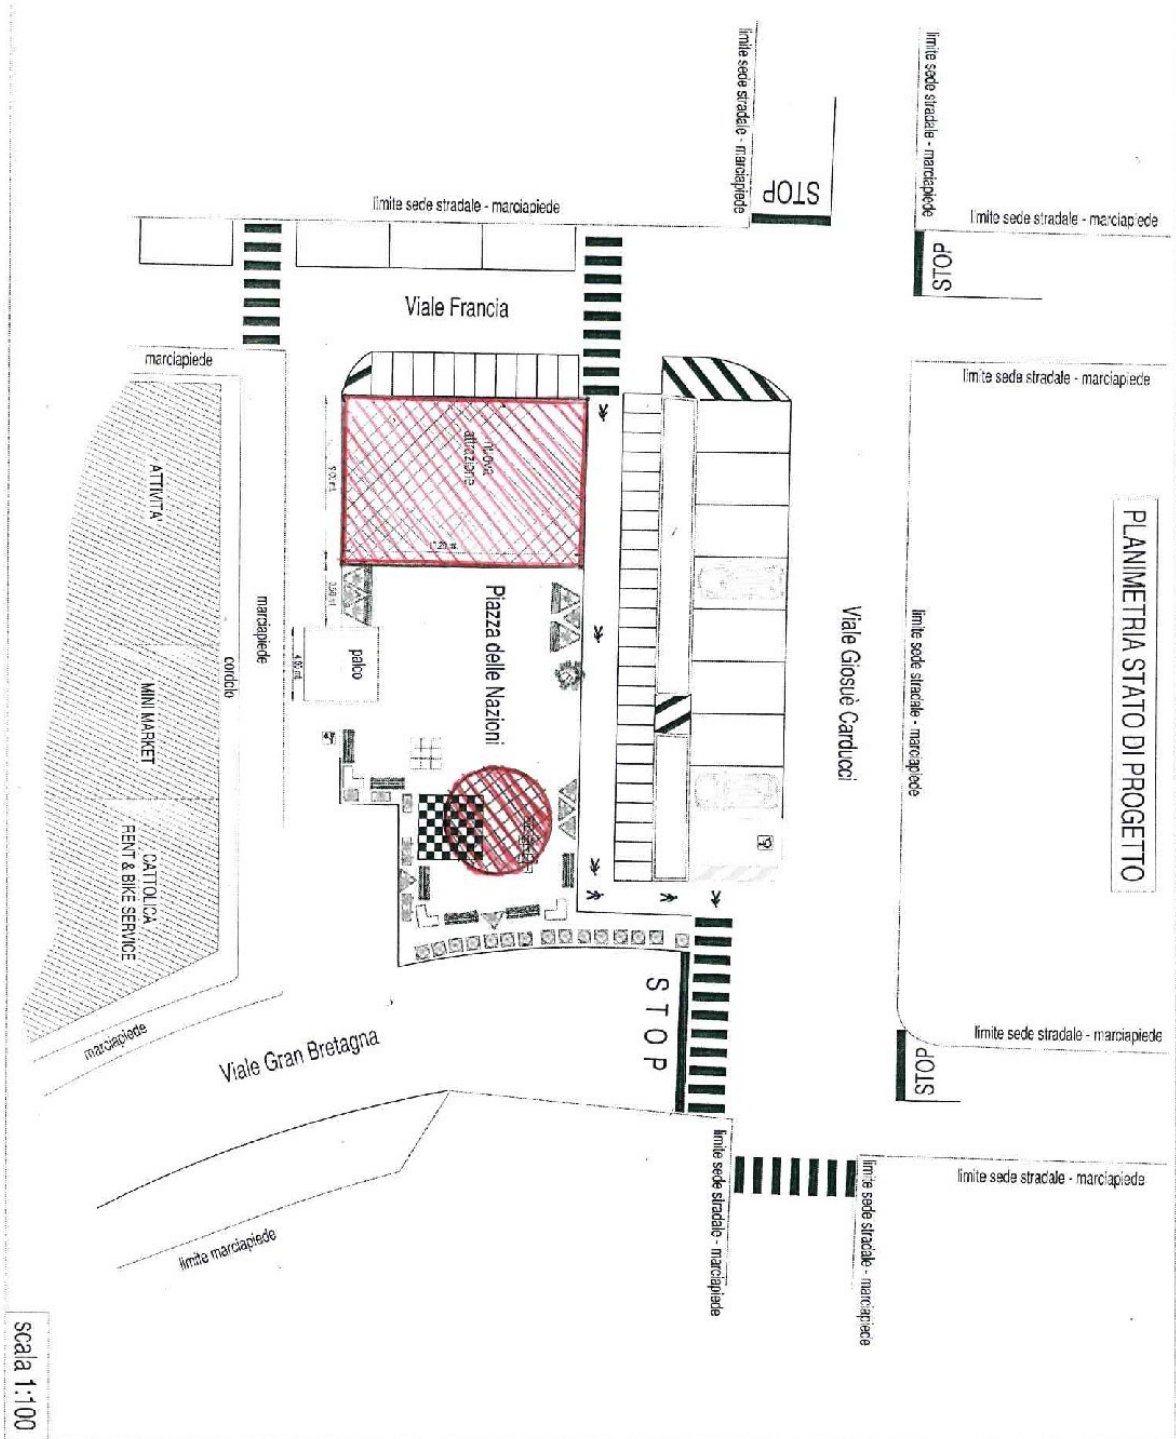 PLANIMETRIA STATO DI PROGETTO
limite sede stradale - marciapiede
limite sede stradale - marciapiede
STOP
limite sede stradale - marciapiede
limite sede stradale - marciapiede
STOP
Viale Francia
limite sede stradale - marciapiede
marciapiede
nuova
attrazione
ATTIVITA'
marciapiede
cordolo
palco
Piazza delle Nazioni
Viale Giosuè Carducci
limite sede stradale - marciapiede
MINI MARKET
CATTOLICA
RENT & BIKE SERVICE
STOP
limite sede stradale - marciapiede
STOP
marciapiede
Viale Gran Bretagna
limite marciapiede
limite sede stradale - marciapiede
limite sede stradale - marciapiede
limite sede stradale - marciapiede
scala 1:100